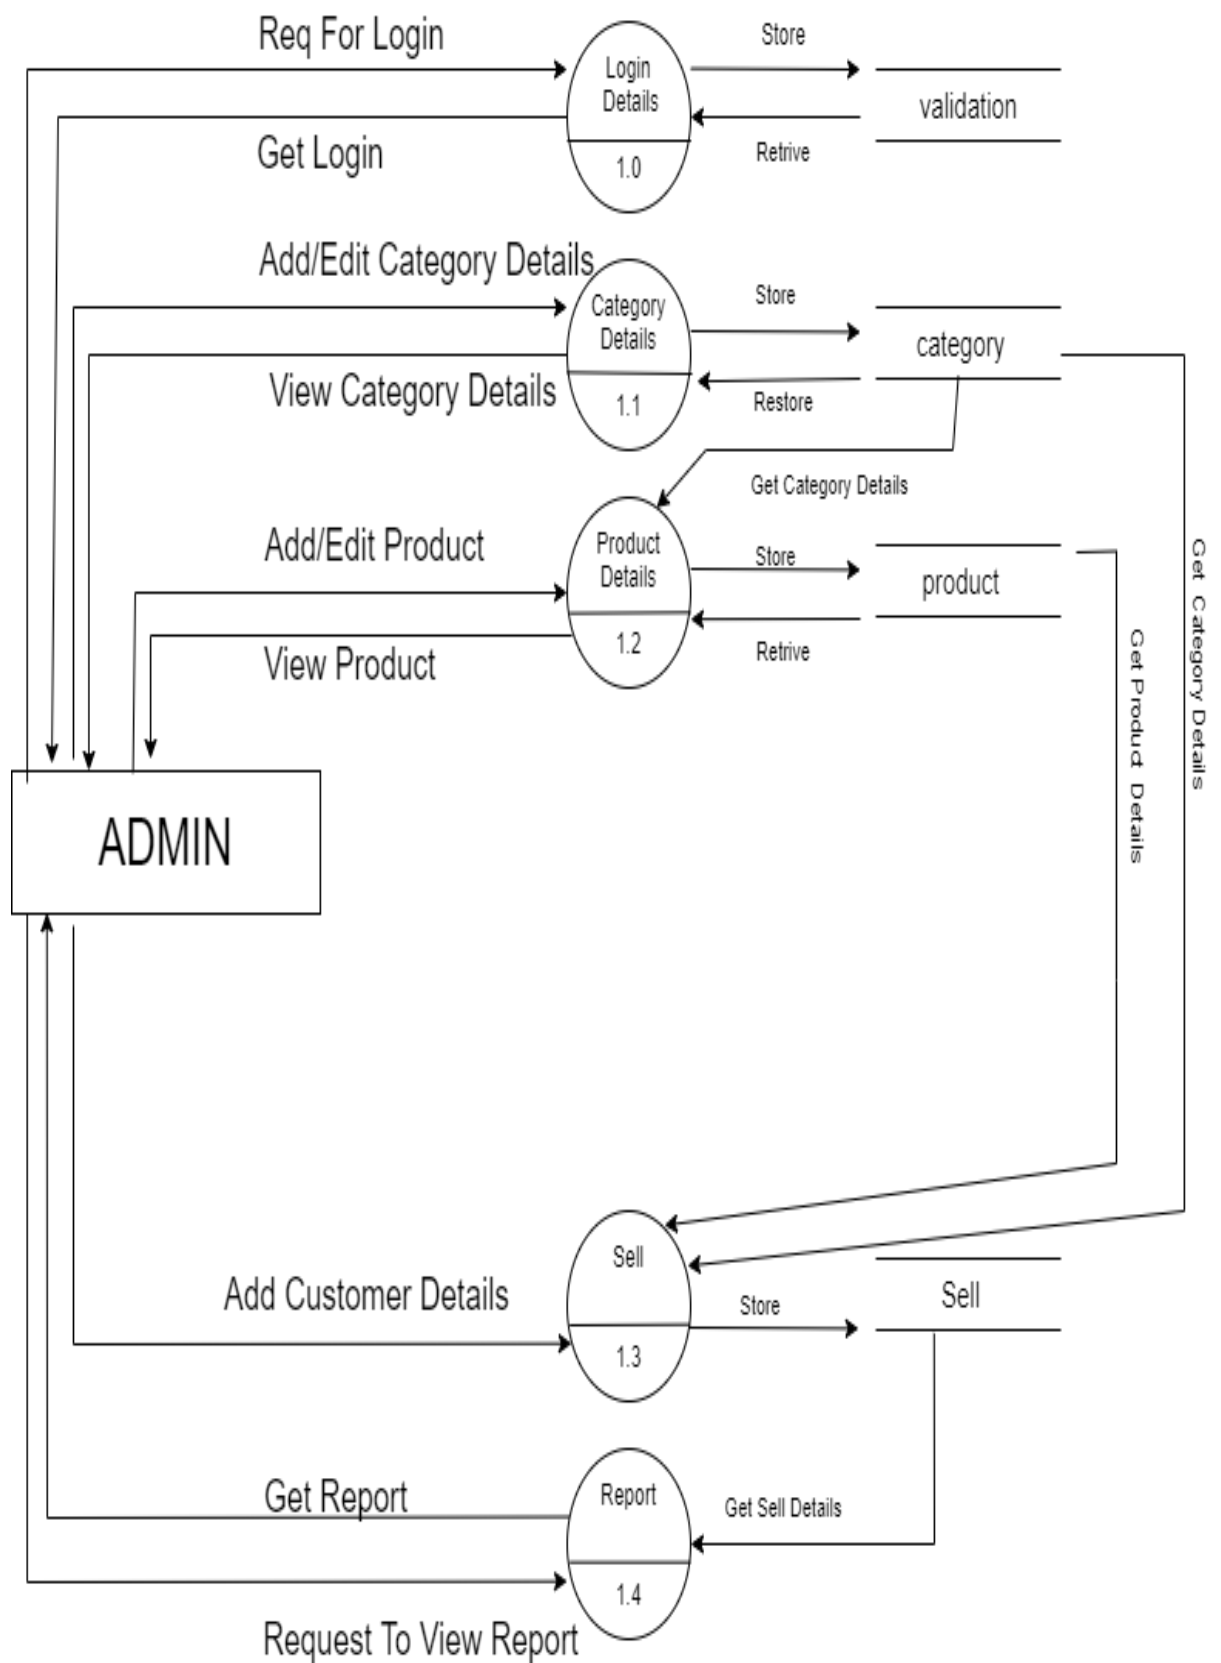 Req For Login
Store
Login
Details
validation
Get Login
Retrive
1.0
Add/Edit Category Details
Store
Category
Details
category
View Category Details
Restore
1.1
Get Category Details
Add/Edit Product
Product
Details
Store
product
View Product
1.2
Retrive
Get Category Details
Get Product Details
ADMIN
Sell
Add Customer Details
Store
Sell
1.3
Get Report
Report
Get Sell Details
1.4
Request To View Report